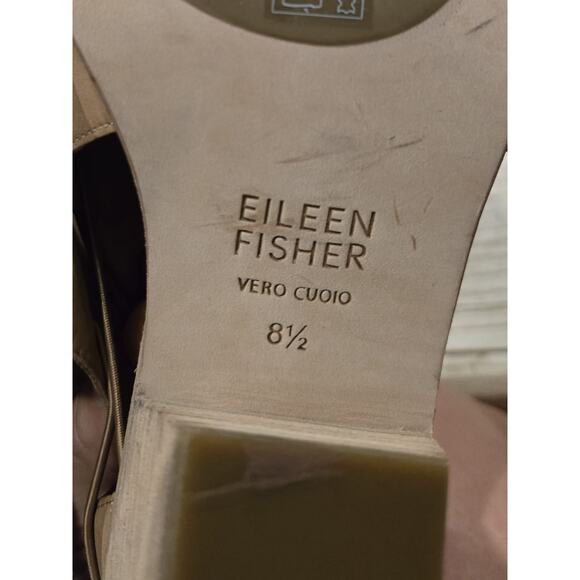 EILEEN
FISHER
VERO CUOIO
8½